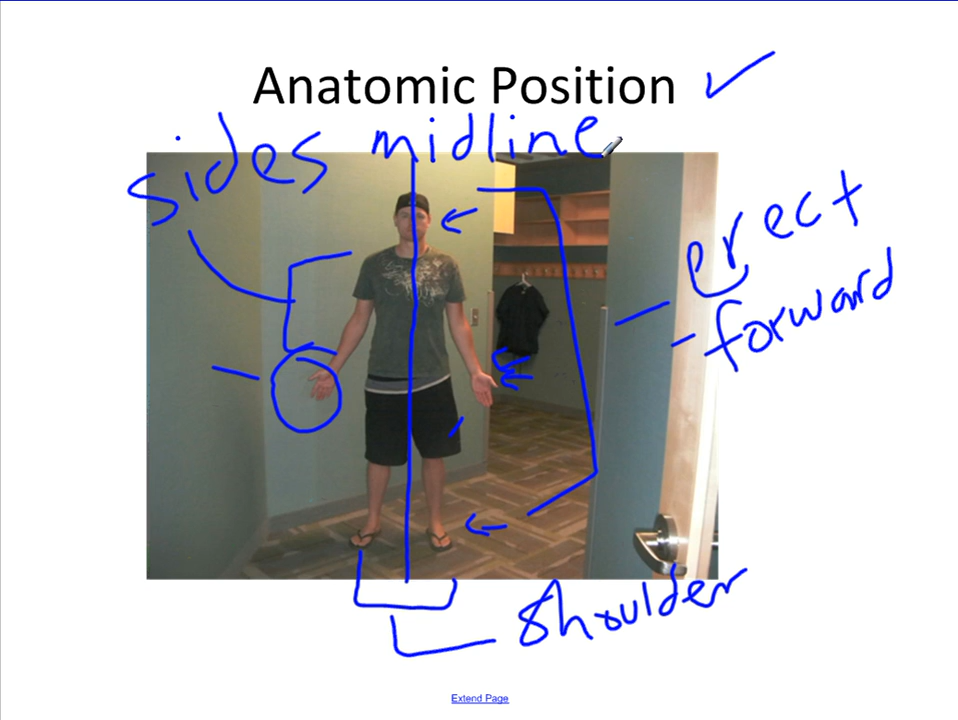 Anatomic Position
sides midline
erect
- forward
shoulder
Extend Page